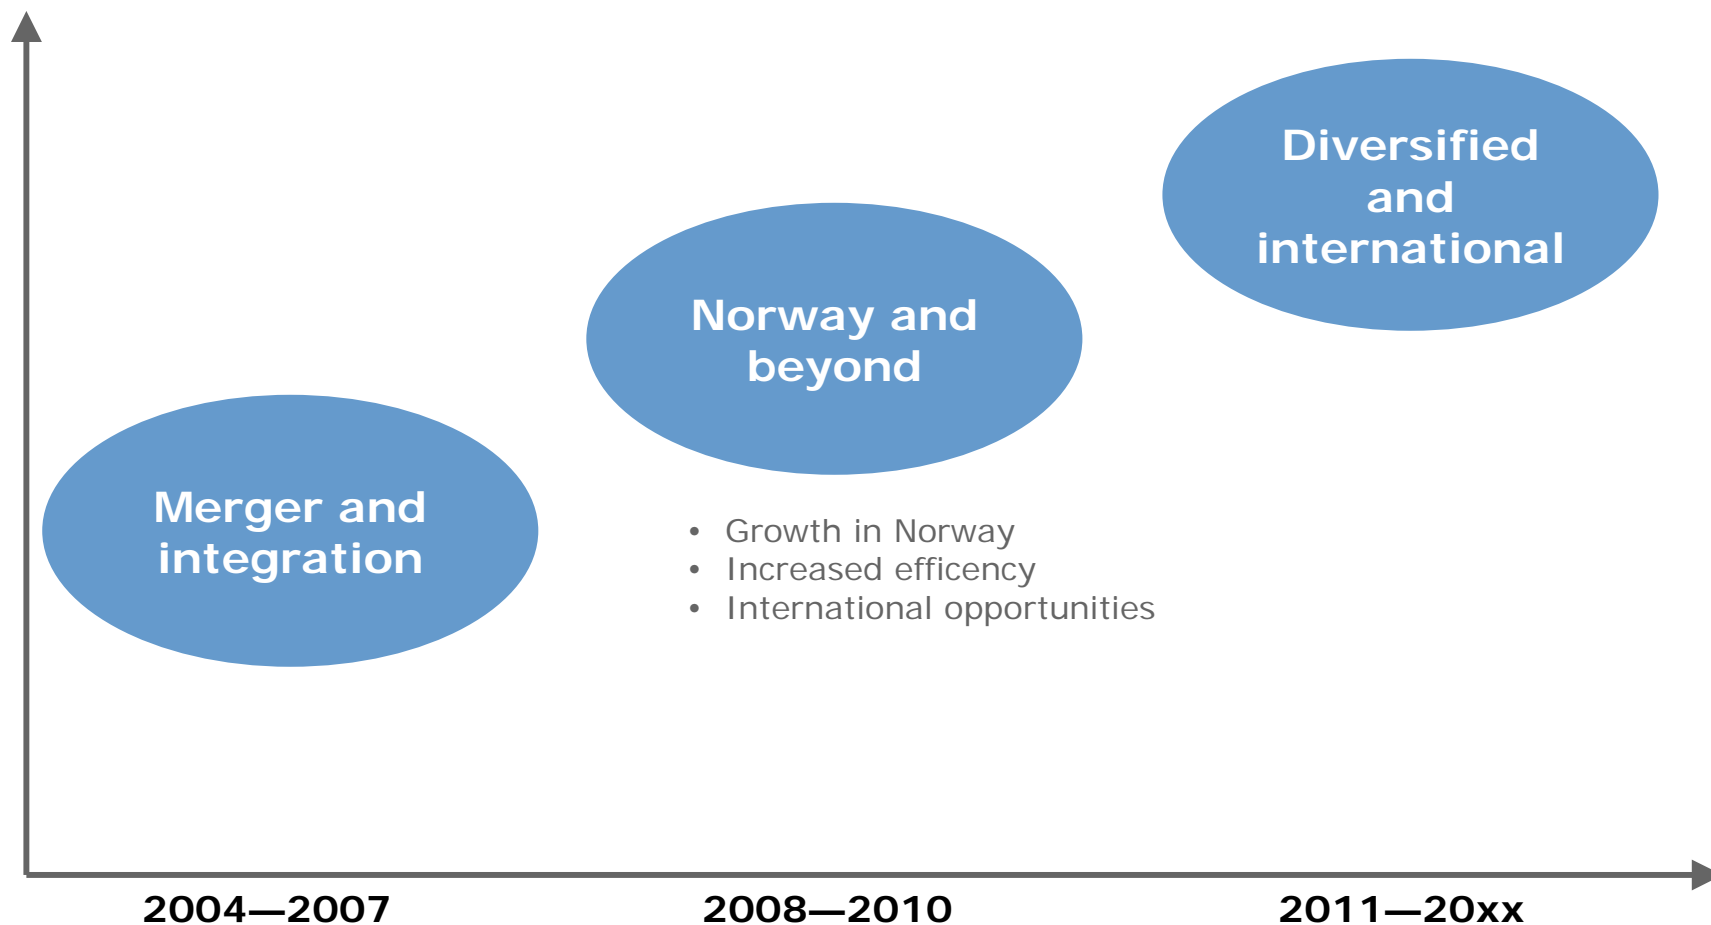 Diversified
and
international
Norway and
beyond
Merger and
integration
• Growth in Norway
• Increased efficency
• International opportunities
2004—2007
2008—2010
2011—20xx